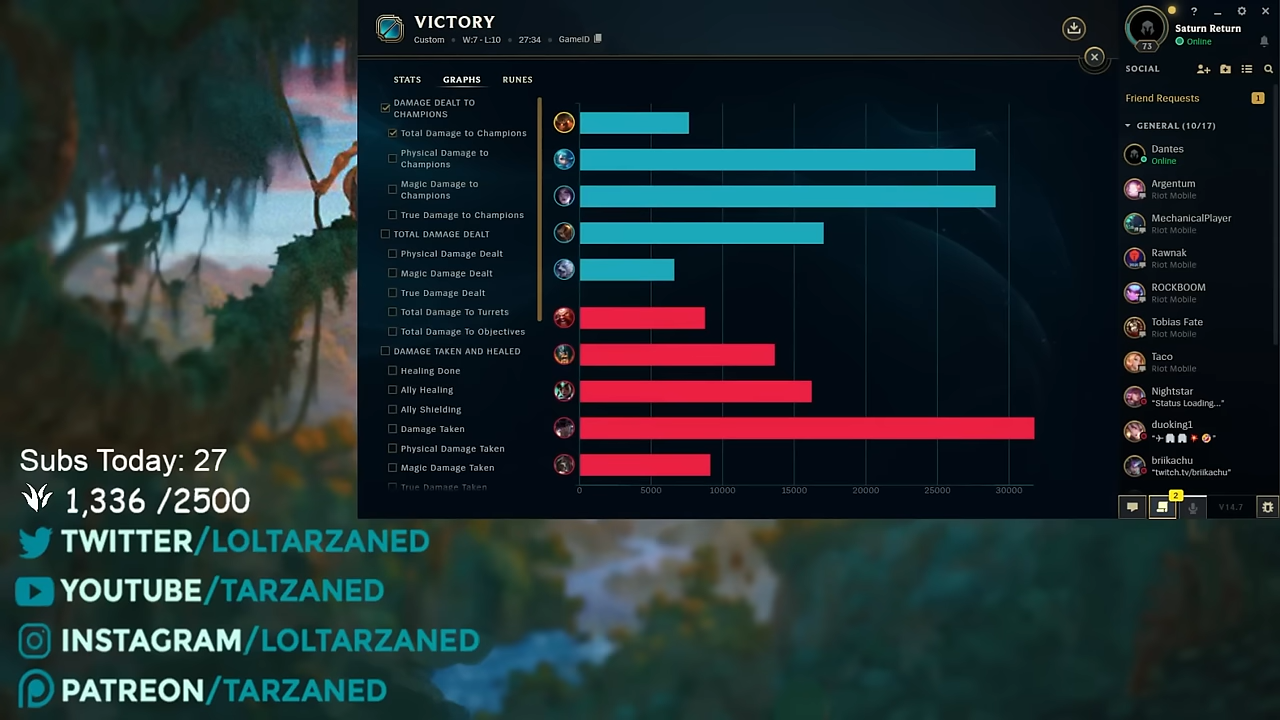 VICTORY
Custom • W:7 - L:10 • 27:34 • GameID
STATS GRAPHS RUNES
DAMAGE DEALT TO
CHAMPIONS
Total Damage to Champions
Physical Damage to
Champions
Magic Damage to
Champions
True Damage to Champions
TOTAL DAMAGE DEALT
Physical Damage Dealt
Magic Damage Dealt
True Damage Dealt
Total Damage To Turrets
Total Damage To Objectives
DAMAGE TAKEN AND HEALED
Healing Done
Ally Healing
Ally Shielding
Damage Taken
Physical Damage Taken
Magic Damage Taken
True Damage Taken
0 5000 10000 15000 20000 25000 30000
?
73
Saturn Return
Online
SOCIAL
Friend Requests 1
GENERAL (10/17)
Dantes
Online
Argentum
Riot Mobile
MechanicalPlayer
Riot Mobile
Rawnak
Riot Mobile
ROCKBOOM
Riot Mobile
Tobias Fate
Riot Mobile
Taco
Riot Mobile
Nightstar
"Status Loading..."
duoking1
briikachu
"twitch.tv/briikachu"
2
V14.7
Subs Today: 27
1,336 /2500
TWITTER/LOLTARZANED
YOUTUBE/TARZANED
INSTAGRAM/LOLTARZANED
PATREON/TARZANED